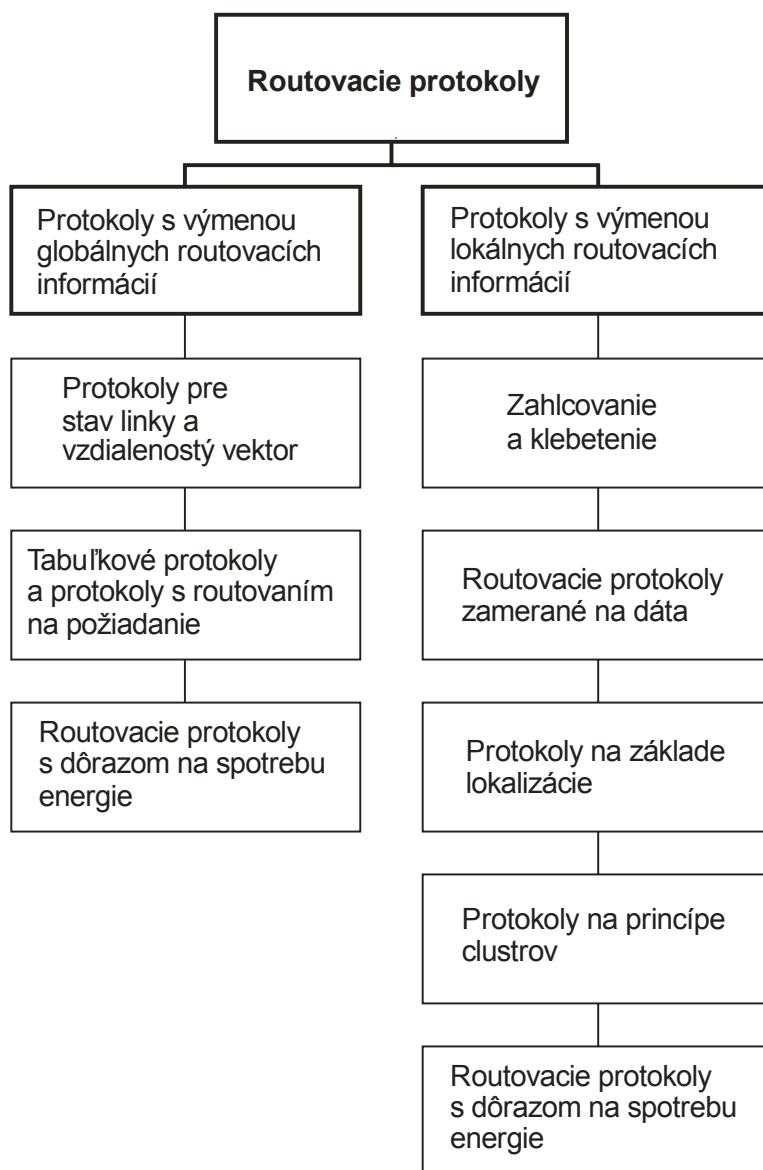 Routovacie protokoly
Protokoly s výmenou
globálnych routovacích
informácií
Protokoly pre
stav linky a
vzdialenostý vektor
Tabuľkové protokoly
a protokoly s routovaním
na požiadanie
Routovacie protokoly
s dôrazom na spotrebu
energie
Protokoly s výmenou
lokálnych routovacích
informácií
Zahlcovanie
a klebetenie
Routovacie protokoly
zamerané na dáta
Protokoly na základe
lokalizácie
Protokoly na princípe
clustrov
Routovacie protokoly
s dôrazom na spotrebu
energie